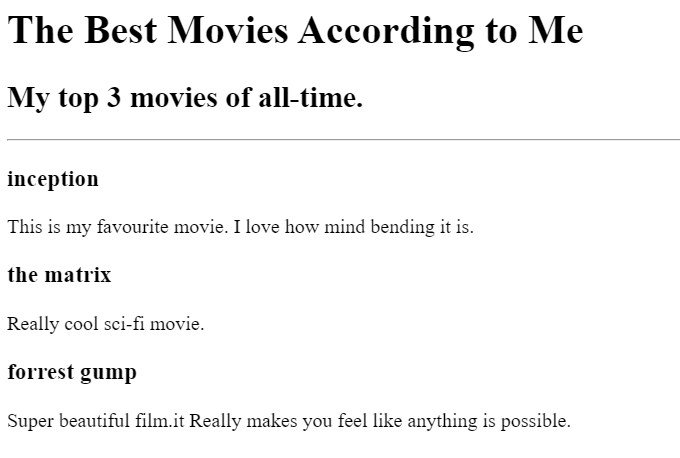 The Best Movies According to Me
My top 3 movies of all-time.
inception
This is my favourite movie. I love how mind bending it is.
the matrix
Really cool sci-fi movie.
forrest gump
Super beautiful film.it Really makes you feel like anything is possible.